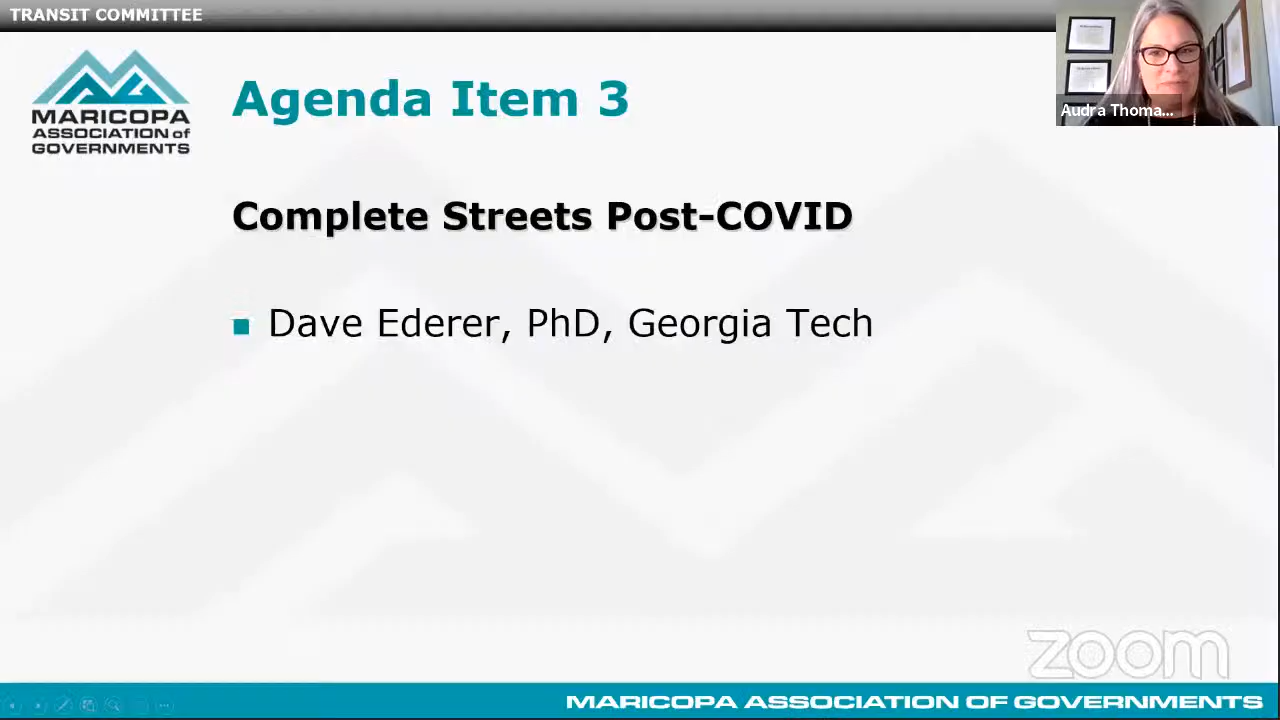 TRANSIT COMMITTEE
MARICOPA
ASSOCIATION of
GOVERNMENTS
Agenda Item 3
Audra Thoma...
Complete Streets Post-COVID
Dave Ederer, PhD, Georgia Tech
zoom
MARICOPA ASSOCIATION OF GOVERNMENTS